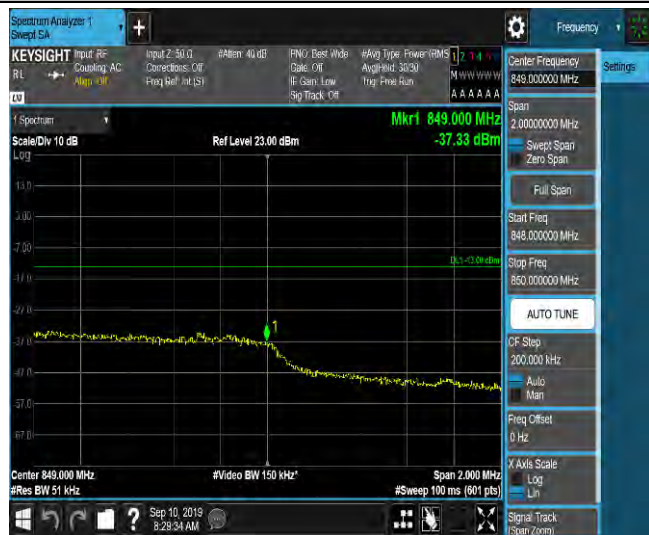 Spectrum Analyzer 1
Swept SA
+
Frequency
KEYSIGHT
RL
Input: RF
Coupling: AC
Align: Off
Input Z: 50 Ω
Corrections: Off
Freq Ref: Int (S)
#Atten: 40 dB
PNO: Best Wide
Gate: Off
IF Gain: Low
Sig Track: Off
#Avg Type: Power (RMS
Avg|Hold: 30/30
Trig: Free Run
M W W W W W
A A A A A A
1 Spectrum
Scale/Div 10 dB
Log
Ref Level 23.00 dBm
Mkr1 849.000 MHz
-37.33 dBm
13.0
3.00
-7.00
DL1 -13.00 dBm
-17.0
-27.0
-37.0
-47.0
-57.0
-67.0
1
Center 849.000 MHz
#Res BW 51 kHz
#Video BW 150 kHz*
Span 2.000 MHz
#Sweep 100 ms (601 pts)
Center Frequency
849.000000 MHz
Settings
Span
2.00000000 MHz
Swept Span
Zero Span
Full Span
Start Freq
848.000000 MHz
Stop Freq
850.000000 MHz
AUTO TUNE
CF Step
200.000 kHz
Auto
Man
Freq Offset
0 Hz
X Axis Scale
Log
Lin
Signal Track
(Span Zoom)
?
Sep 10, 2019
8:29:34 AM